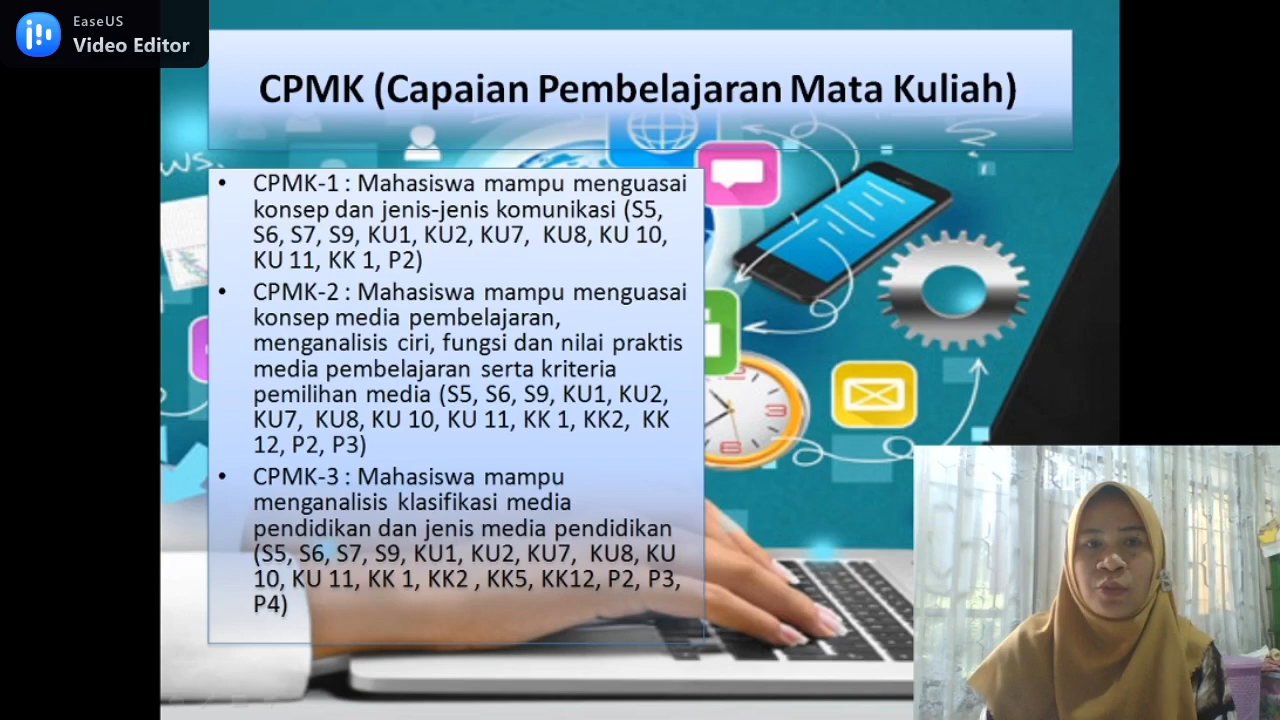 EaseUS
Video Editor
CPMK (Capaian Pembelajaran Mata Kuliah)
• CPMK-1 : Mahasiswa mampu menguasai
konsep dan jenis-jenis komunikasi (S5,
S6, S7, S9, KU1, KU2, KU7, KU8, KU 10,
KU 11, KK 1, P2)
• CPMK-2 : Mahasiswa mampu menguasai
konsep media pembelajaran,
menganalisis ciri, fungsi dan nilai praktis
media pembelajaran serta kriteria
pemilihan media (S5, S6, S9, KU1, KU2,
KU7, KU8, KU 10, KU 11, KK 1, KK2, KK
12, P2, P3)
• CPMK-3 : Mahasiswa mampu
menganalisis klasifikasi media
pendidikan dan jenis media pendidikan
(S5, S6, S7, S9, KU1, KU2, KU7, KU8, KU
10, KU 11, KK 1, KK2 , KK5, KK12, P2, P3,
P4)